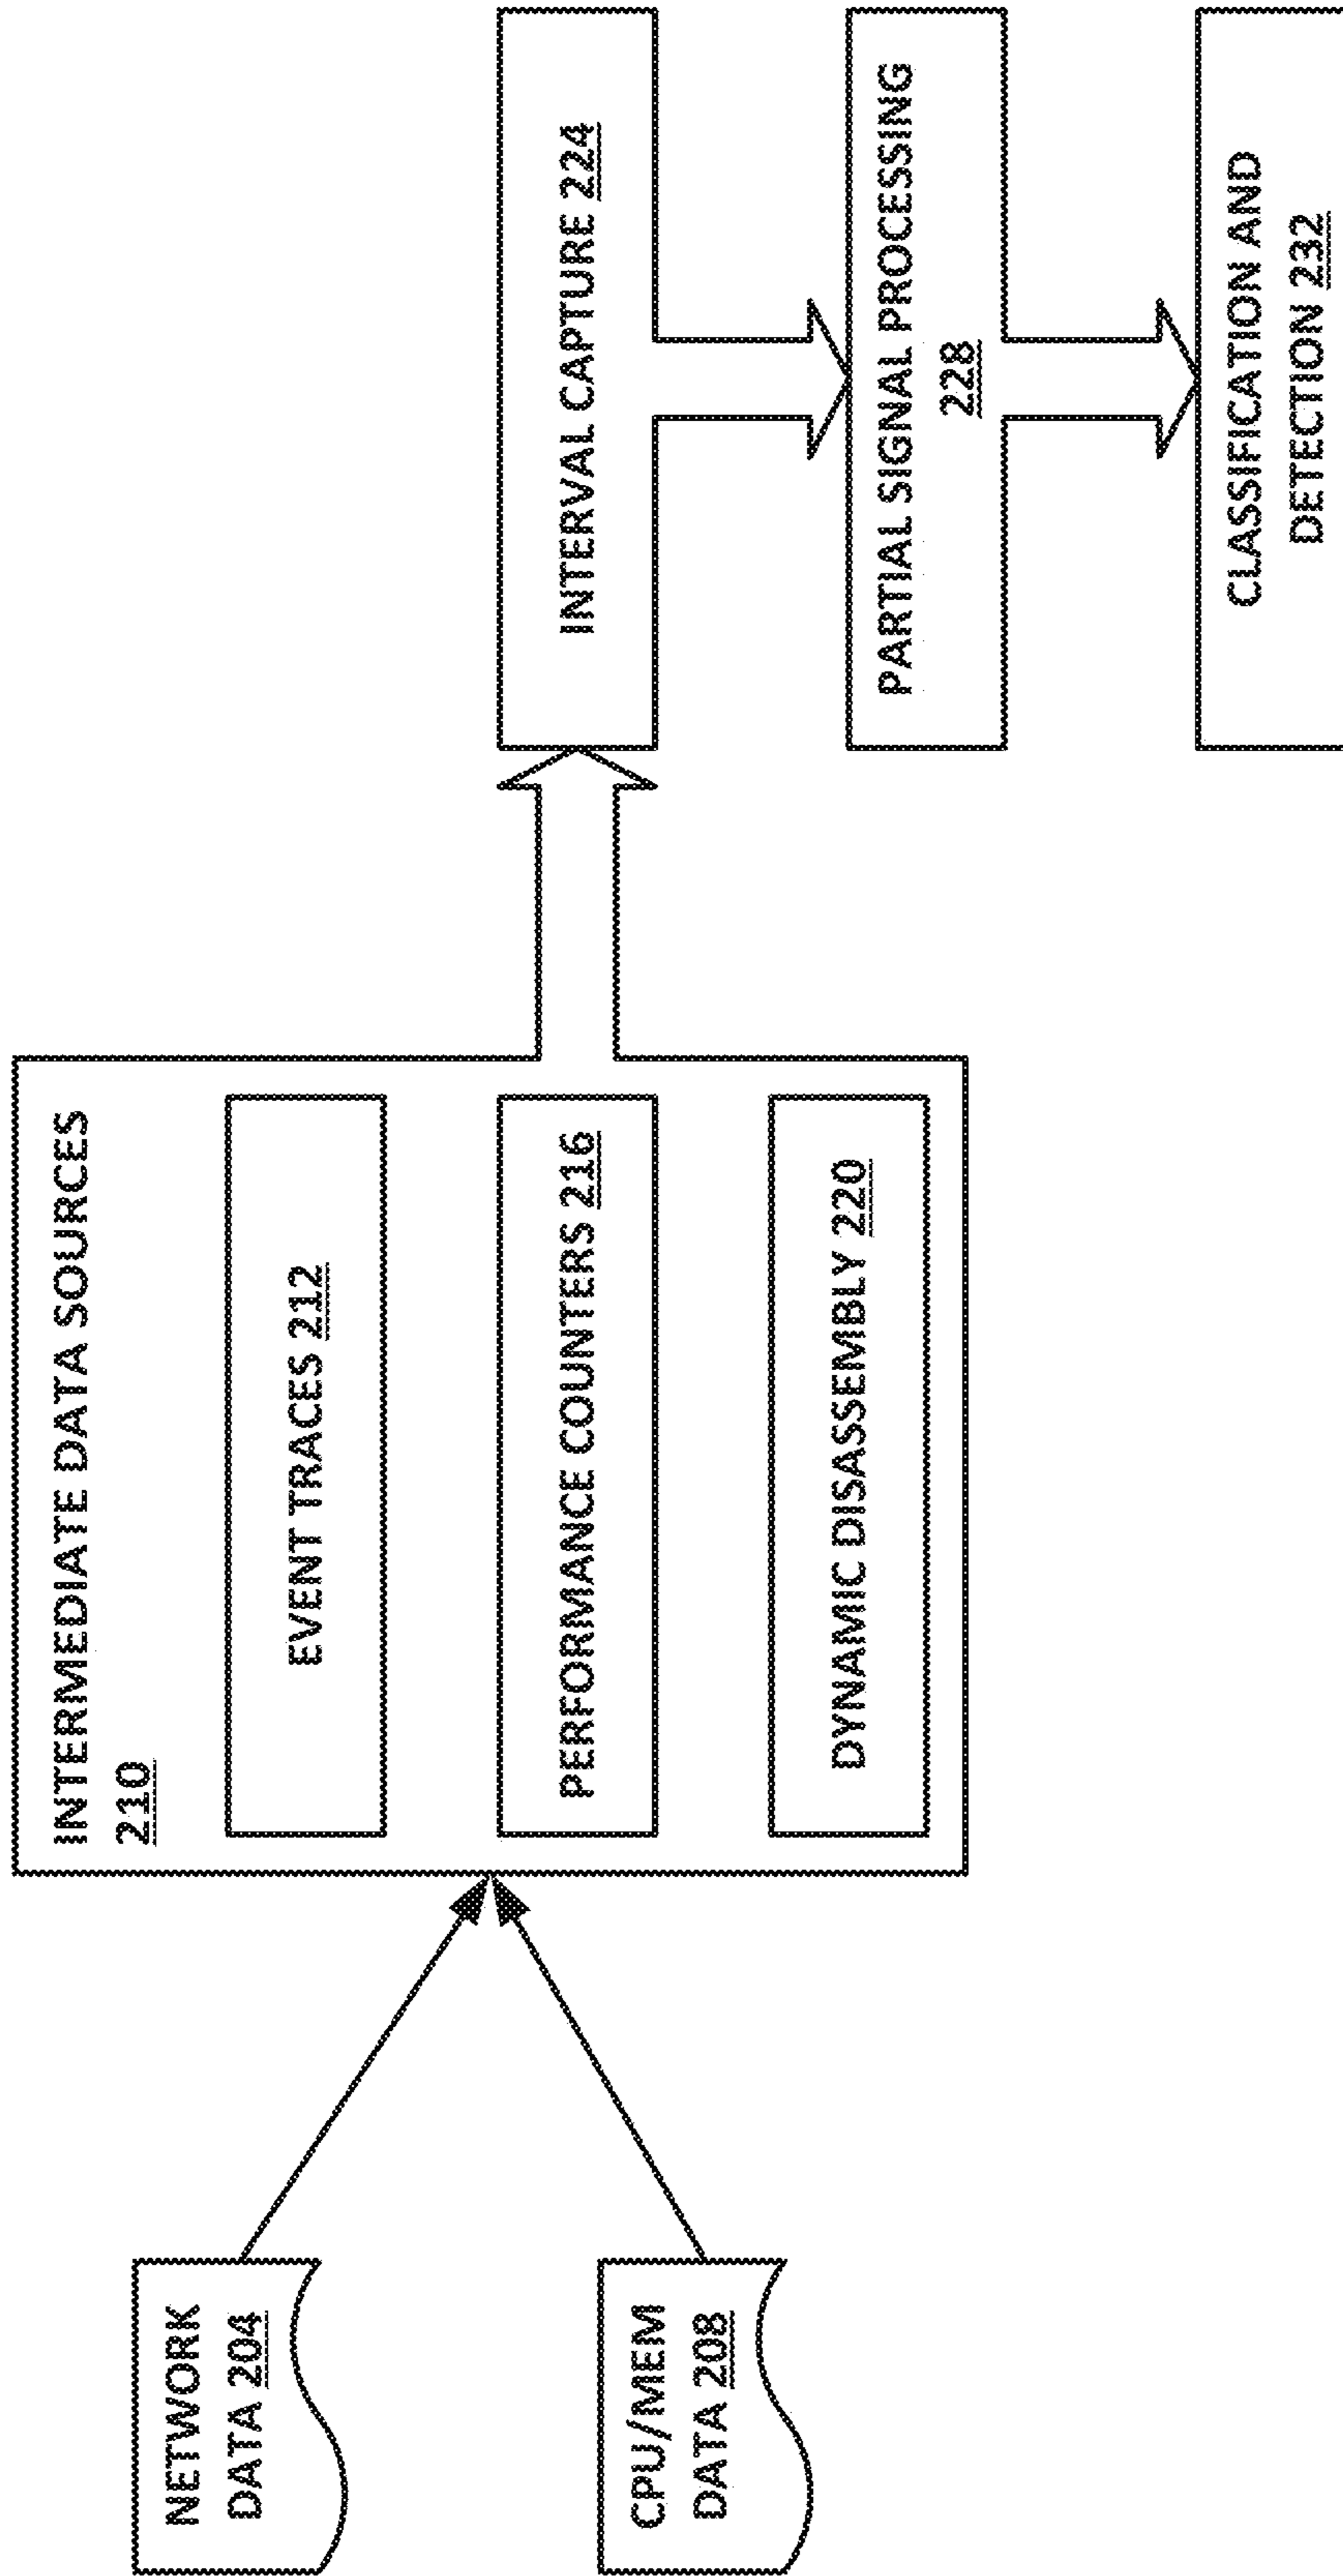 NETWORK
DATA 204
CPU/MEM
DATA 208
INTERMEDIATE DATA SOURCES
210
EVENT TRACES 212
PERFORMANCE COUNTERS 216
DYNAMIC DISASSEMBLY 220
INTERVAL CAPTURE 224
PARTIAL SIGNAL PROCESSING
228
CLASSIFICATION AND
DETECTION 232